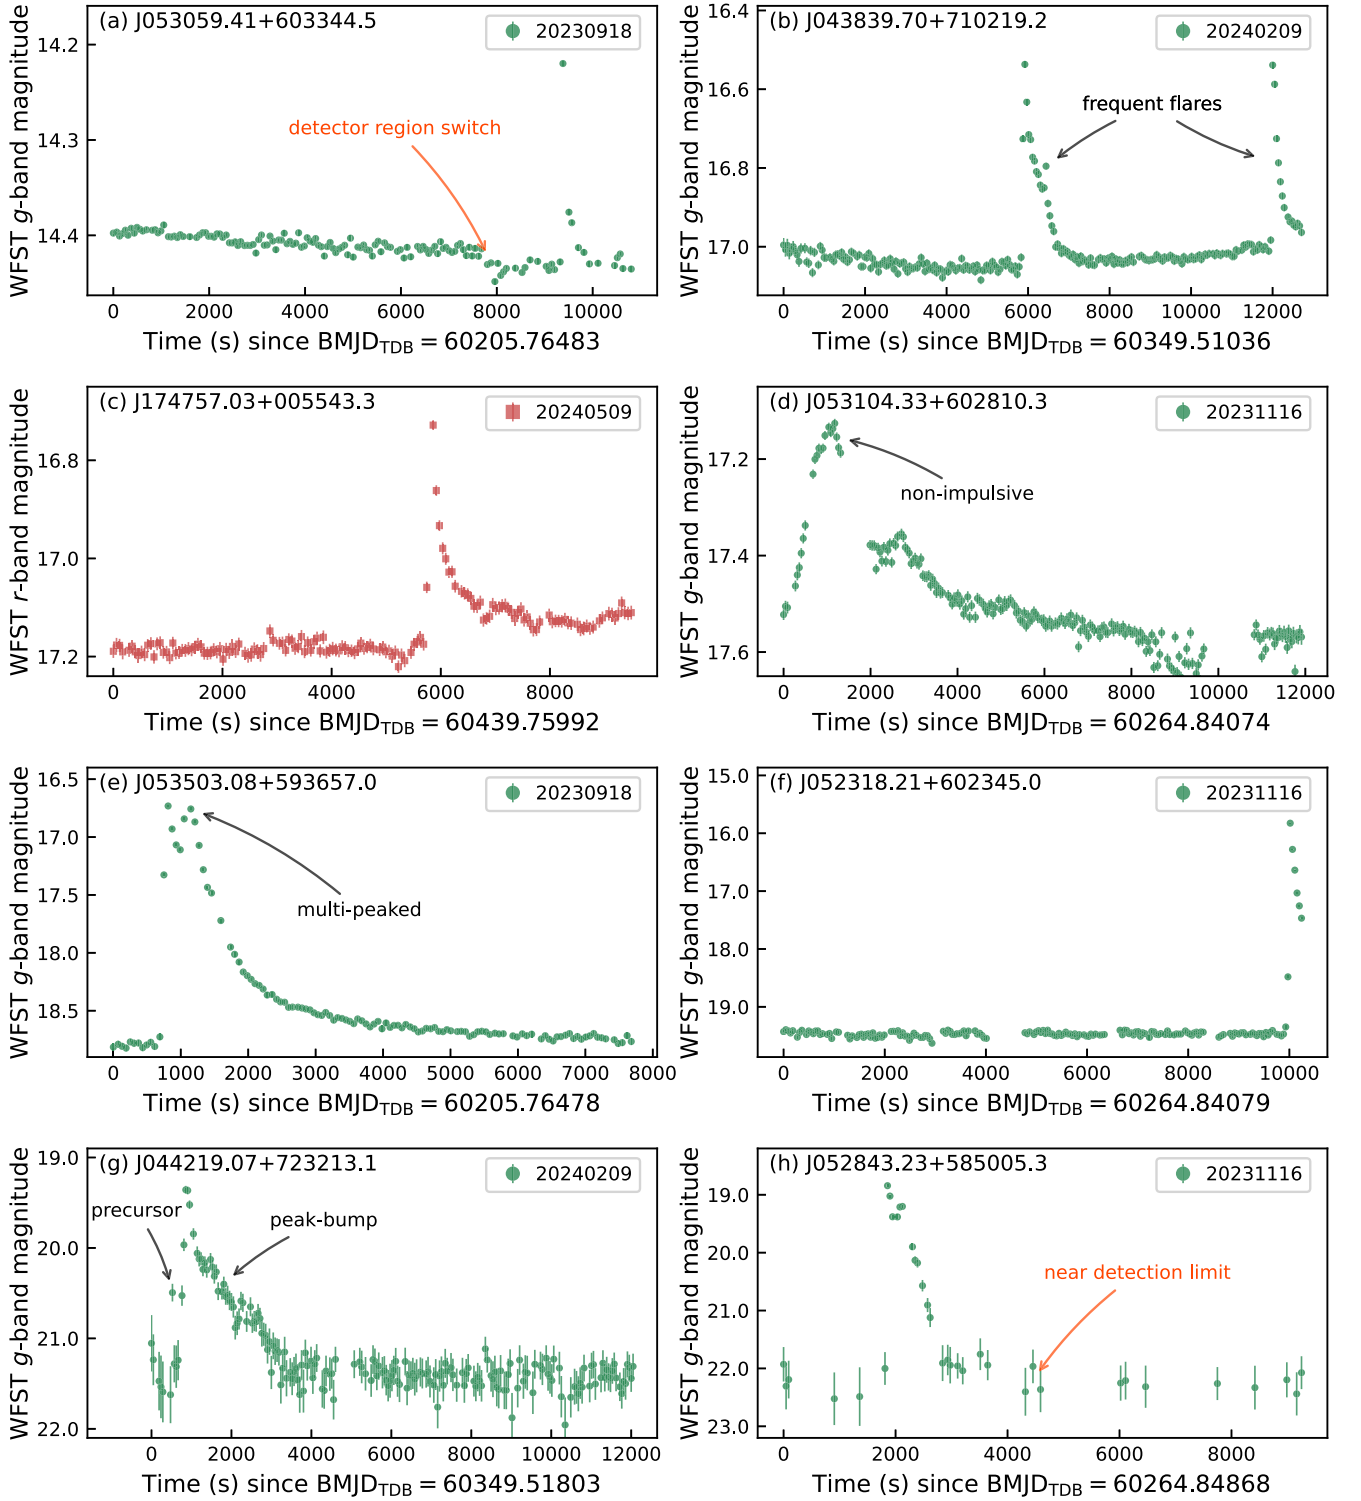 (a) J053059.41+603344.5
20230918
detector region switch
14.2
14.3
14.4
WFST g-band magnitude
0 2000 4000 6000 8000 10000
Time (s) since BMJD_TDB = 60205.76483
(b) J043839.70+710219.2
20240209
frequent flares
16.4
16.6
16.8
17.0
WFST g-band magnitude
0 2000 4000 6000 8000 10000 12000
Time (s) since BMJD_TDB = 60349.51036
(c) J174757.03+005543.3
20240509
16.8
17.0
17.2
WFST r-band magnitude
0 2000 4000 6000 8000
Time (s) since BMJD_TDB = 60439.75992
(d) J053104.33+602810.3
20231116
non-impulsive
17.2
17.4
17.6
WFST g-band magnitude
0 2000 4000 6000 8000 10000 12000
Time (s) since BMJD_TDB = 60264.84074
(e) J053503.08+593657.0
20230918
multi-peaked
16.5
17.0
17.5
18.0
18.5
WFST g-band magnitude
0 1000 2000 3000 4000 5000 6000 7000 8000
Time (s) since BMJD_TDB = 60205.76478
(f) J052318.21+602345.0
20231116
15.0
16.0
17.0
18.0
19.0
WFST g-band magnitude
0 2000 4000 6000 8000 10000
Time (s) since BMJD_TDB = 60264.84079
(g) J044219.07+723213.1
20240209
precursor
peak-bump
19.0
20.0
21.0
22.0
WFST g-band magnitude
0 2000 4000 6000 8000 10000 12000
Time (s) since BMJD_TDB = 60349.51803
(h) J052843.23+585005.3
20231116
near detection limit
19.0
20.0
21.0
22.0
23.0
WFST g-band magnitude
0 2000 4000 6000 8000
Time (s) since BMJD_TDB = 60264.84868